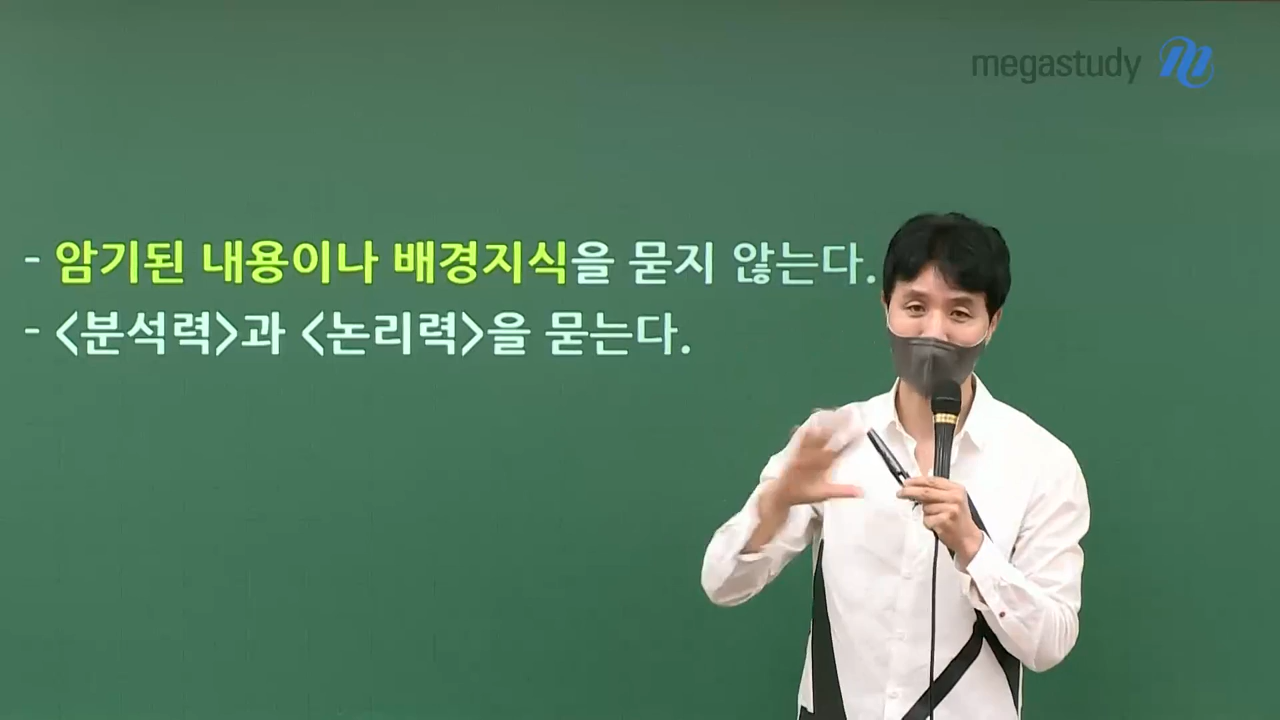 megastudy
- 암기된 내용이나 배경지식을 묻지 않는다.
- <분석력>과 <논리력>을 묻는다.